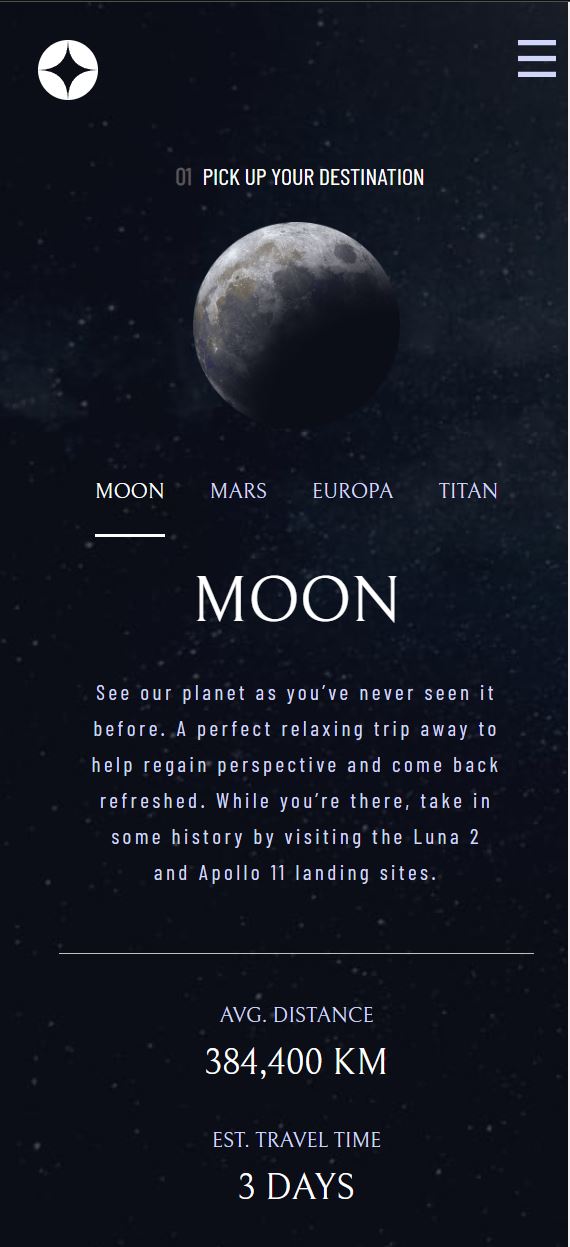 01 PICK UP YOUR DESTINATION
MOON MARS EUROPA TITAN
MOON
See our planet as you’ve never seen it
before. A perfect relaxing trip away to
help regain perspective and come back
refreshed. While you’re there, take in
some history by visiting the Luna 2
and Apollo 11 landing sites.
AVG. DISTANCE
384,400 KM
EST. TRAVEL TIME
3 DAYS